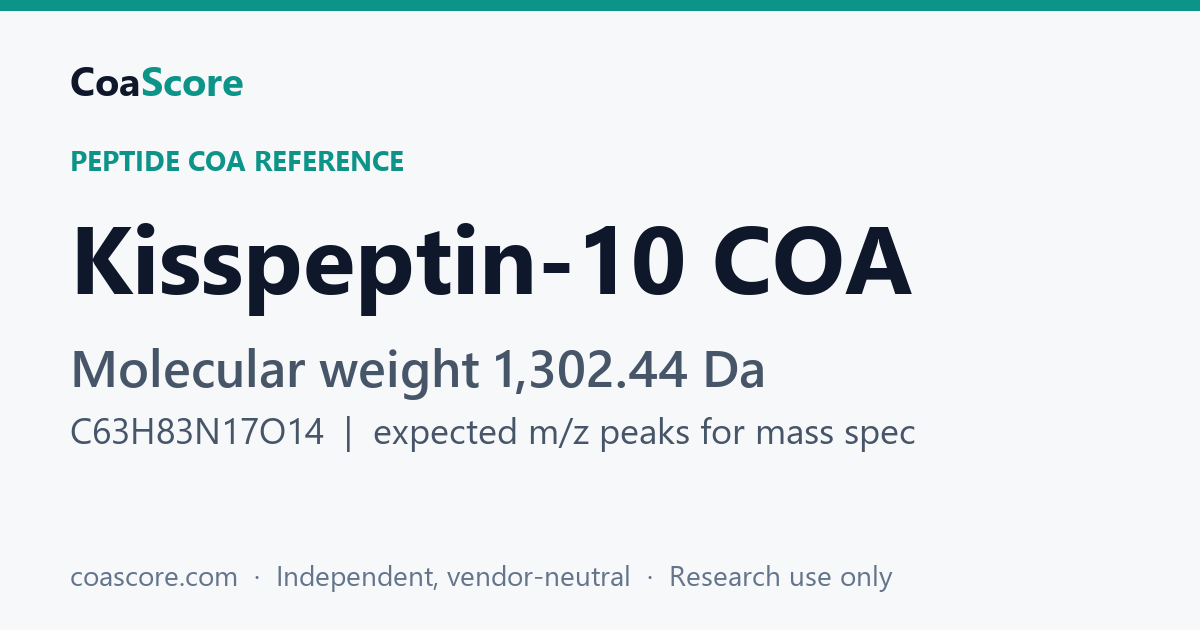 CoaScore
PEPTIDE COA REFERENCE
Kisspeptin-10 COA
Molecular weight 1,302.44 Da
C63H83N17O14 | expected m/z peaks for mass spec
coascore.com · Independent, vendor-neutral · Research use only